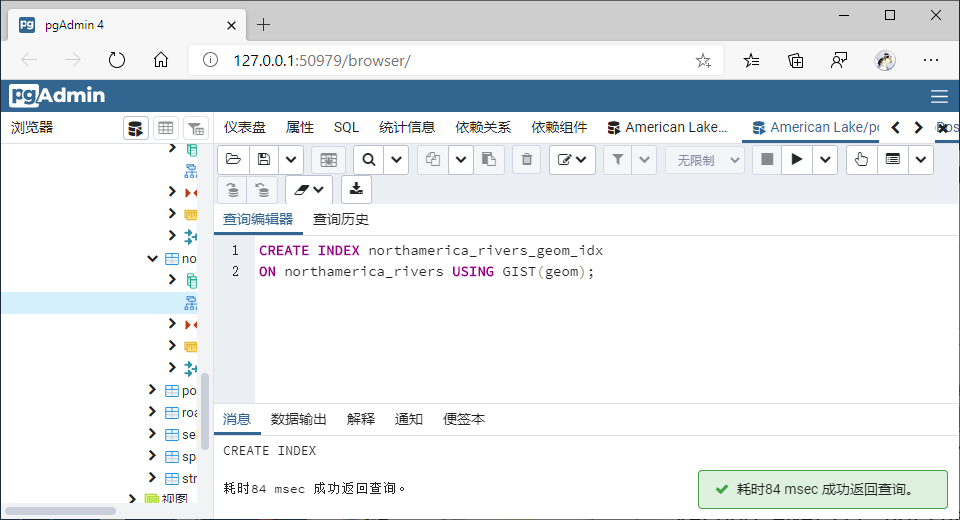 pgAdmin 4
127.0.0.1:50979/browser/
pgAdmin
浏览器
仪表盘 属性 SQL 统计信息 依赖关系 依赖组件 American Lake... American Lake/po
无限制
查询编辑器 查询历史
1 CREATE INDEX northamerica_rivers_geom_idx
2 ON northamerica_rivers USING GIST(geom);
no
po
roa
sel
spa
str
视图
消息 数据输出 解释 通知 便签本
CREATE INDEX
耗时84 msec 成功返回查询。
耗时84 msec 成功返回查询。